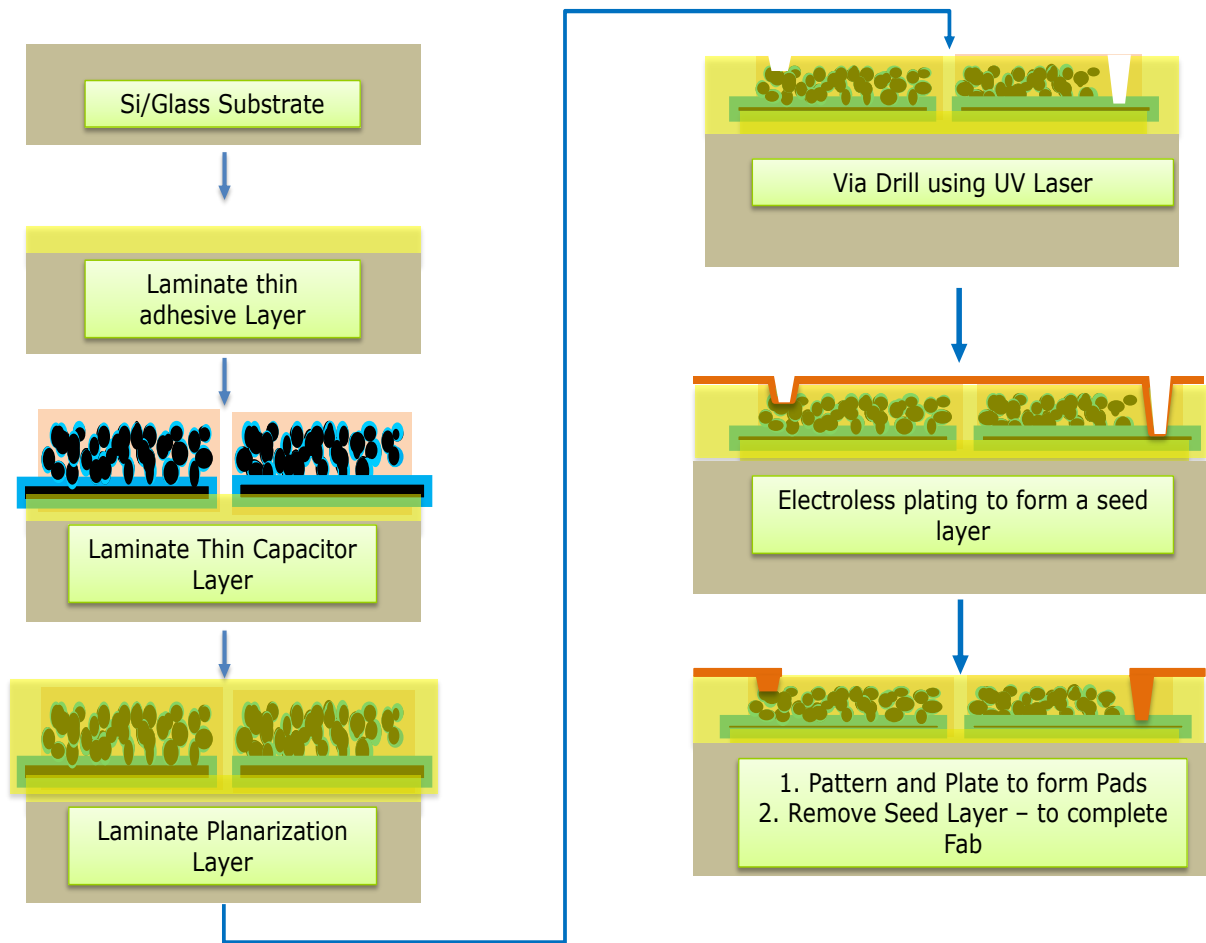 Si/Glass Substrate
Laminate thin
adhesive Layer
Laminate Thin Capacitor
Layer
Laminate Planarization
Layer
Via Drill using UV Laser
Electroless plating to form a seed
layer
1. Pattern and Plate to form Pads
2. Remove Seed Layer – to complete
Fab